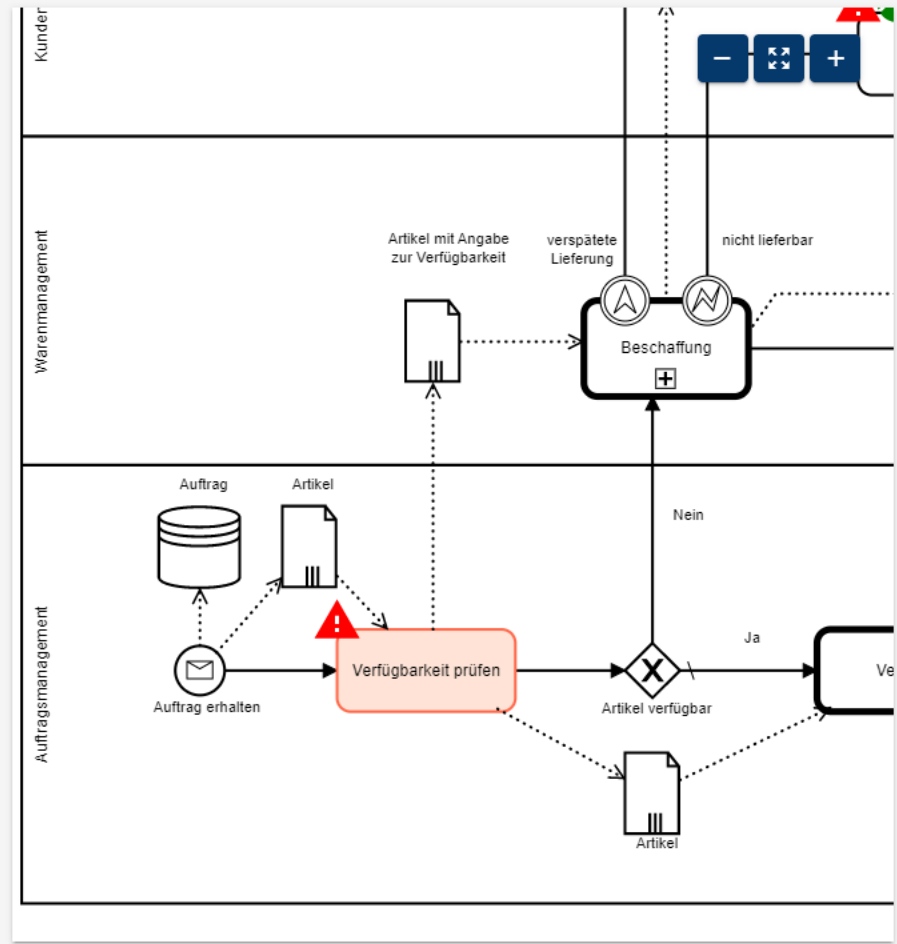 Warenmanagement
Artikel mit Angabe
zur Verfügbarkeit
verspätete
Lieferung
nicht lieferbar
Beschaffung
Auftragsmanagement
Auftrag
Artikel
Nein
Ja
Verfügbarkeit prüfen
Auftrag erhalten
Artikel verfügbar
Artikel